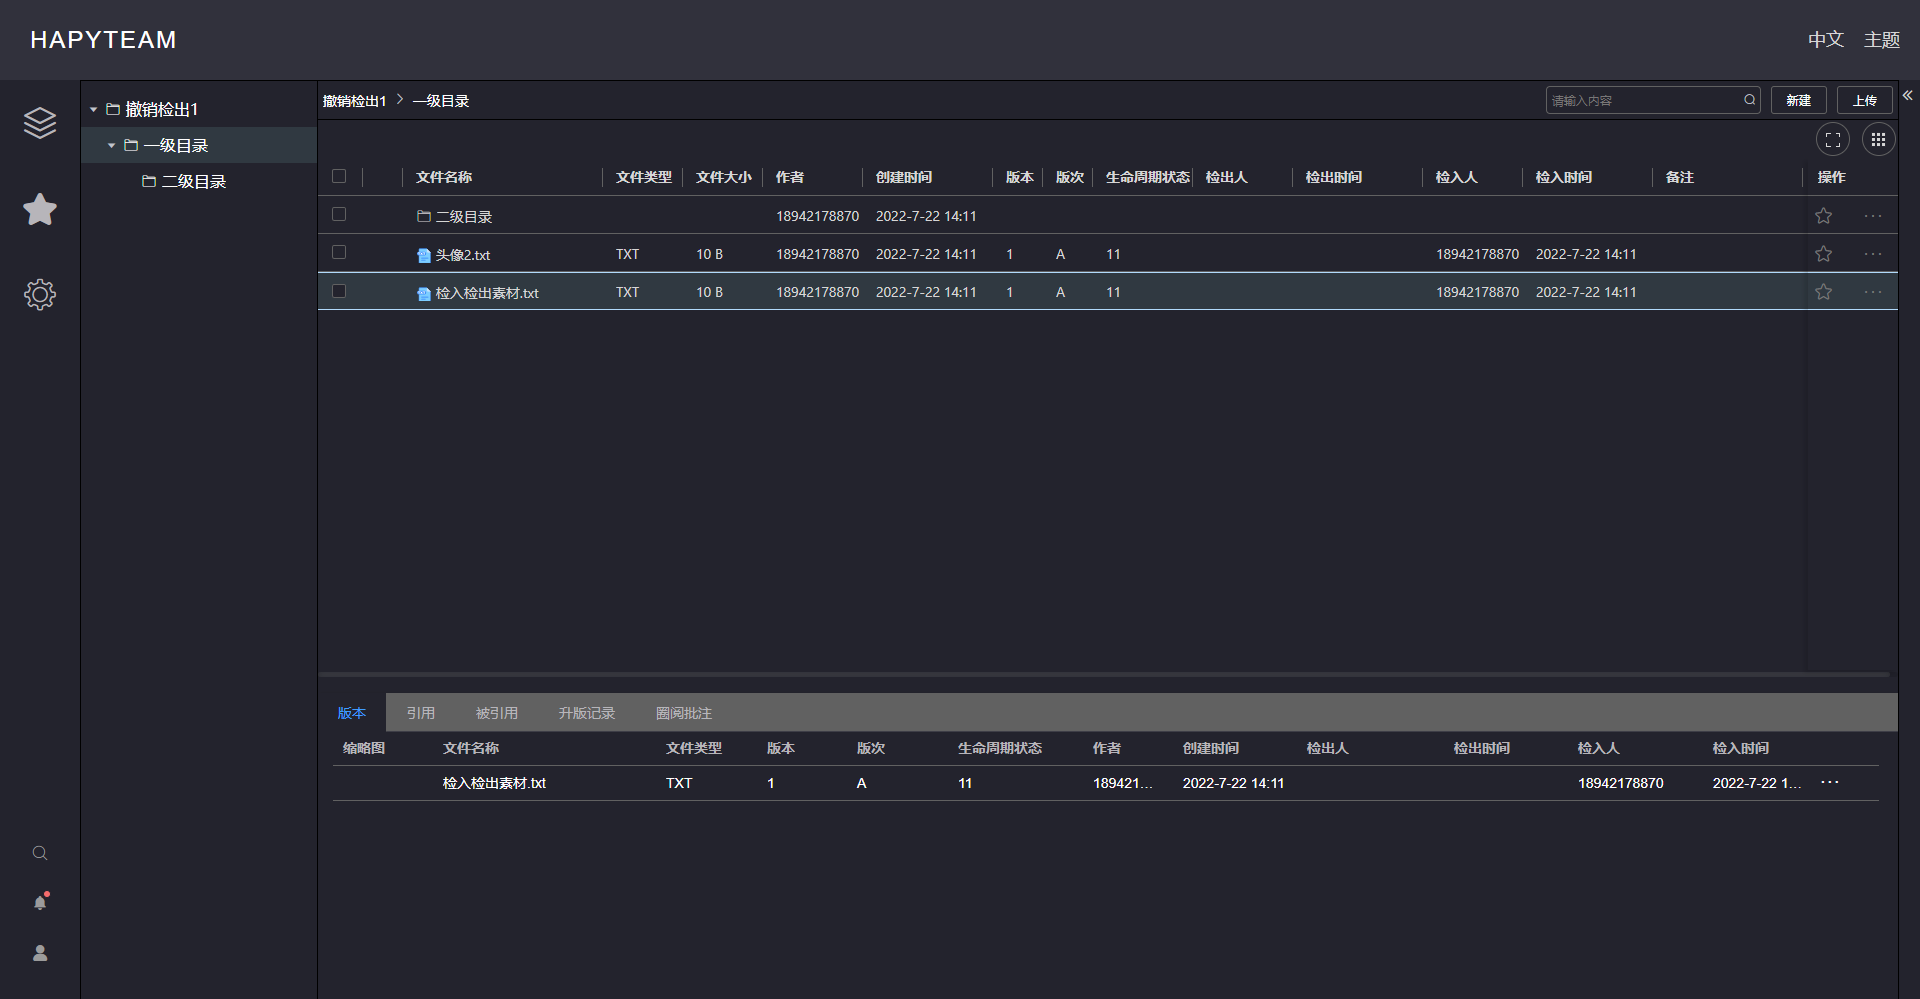 HAPYTEAM
中文 主题
撤销检出1
一级目录
二级目录
撤销检出1 > 一级目录
请输入内容
新建 上传
文件名称 文件类型 文件大小 作者 创建时间 版本 版次 生命周期状态 检出人 检出时间 检入人 检入时间 备注 操作
二级目录 18942178870 2022-7-22 14:11
头像2.txt TXT 10 B 18942178870 2022-7-22 14:11 1 A 11 18942178870 2022-7-22 14:11
检入检出素材.txt TXT 10 B 18942178870 2022-7-22 14:11 1 A 11 18942178870 2022-7-22 14:11
版本 引用 被引用 升版记录 圈阅批注
缩略图 文件名称 文件类型 版本 版次 生命周期状态 作者 创建时间 检出人 检出时间 检入人 检入时间
检入检出素材.txt TXT 1 A 11 189421... 2022-7-22 14:11 18942178870 2022-7-22 1... ...